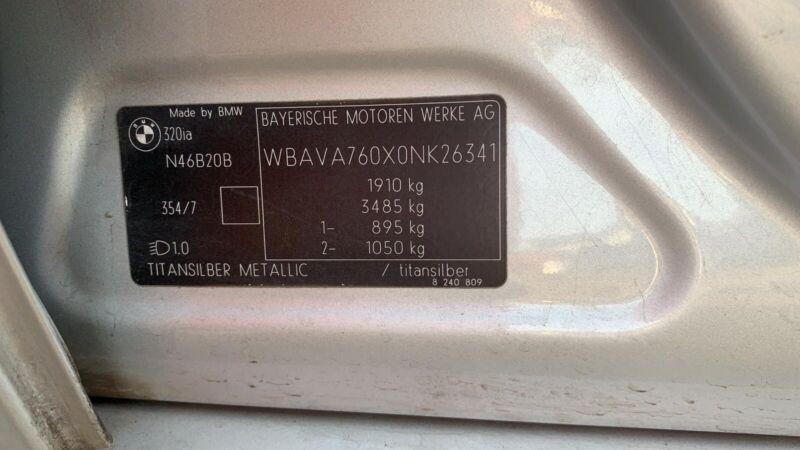 Made by BMW
BMW
320ia
N46B20B
354/7
1.0
BAYERISCHE MOTOREN WERKE AG
WBAVA760X0NK26341
1910 kg
3485 kg
1- 895 kg
2- 1050 kg
TITANSILBER METALLIC / titansilber
8 240 809